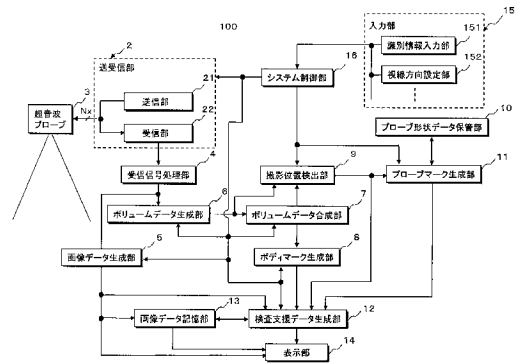 100
15
入力部
151
識別情報入力部
152
視線方向設定部
2
送受信部
21
送信部
22
受信部
3
超音波
プローブ
Nx
システム制御部
16
10
プローブ形状データ保管部
4
受信信号処理部
9
撮影位置検出部
11
プローブマーク生成部
6
ボリュームデータ生成部
7
ボリュームデータ合成部
5
画像データ生成部
8
ボディマーク生成部
13
画像データ記憶部
12
検査支援データ生成部
14
表示部